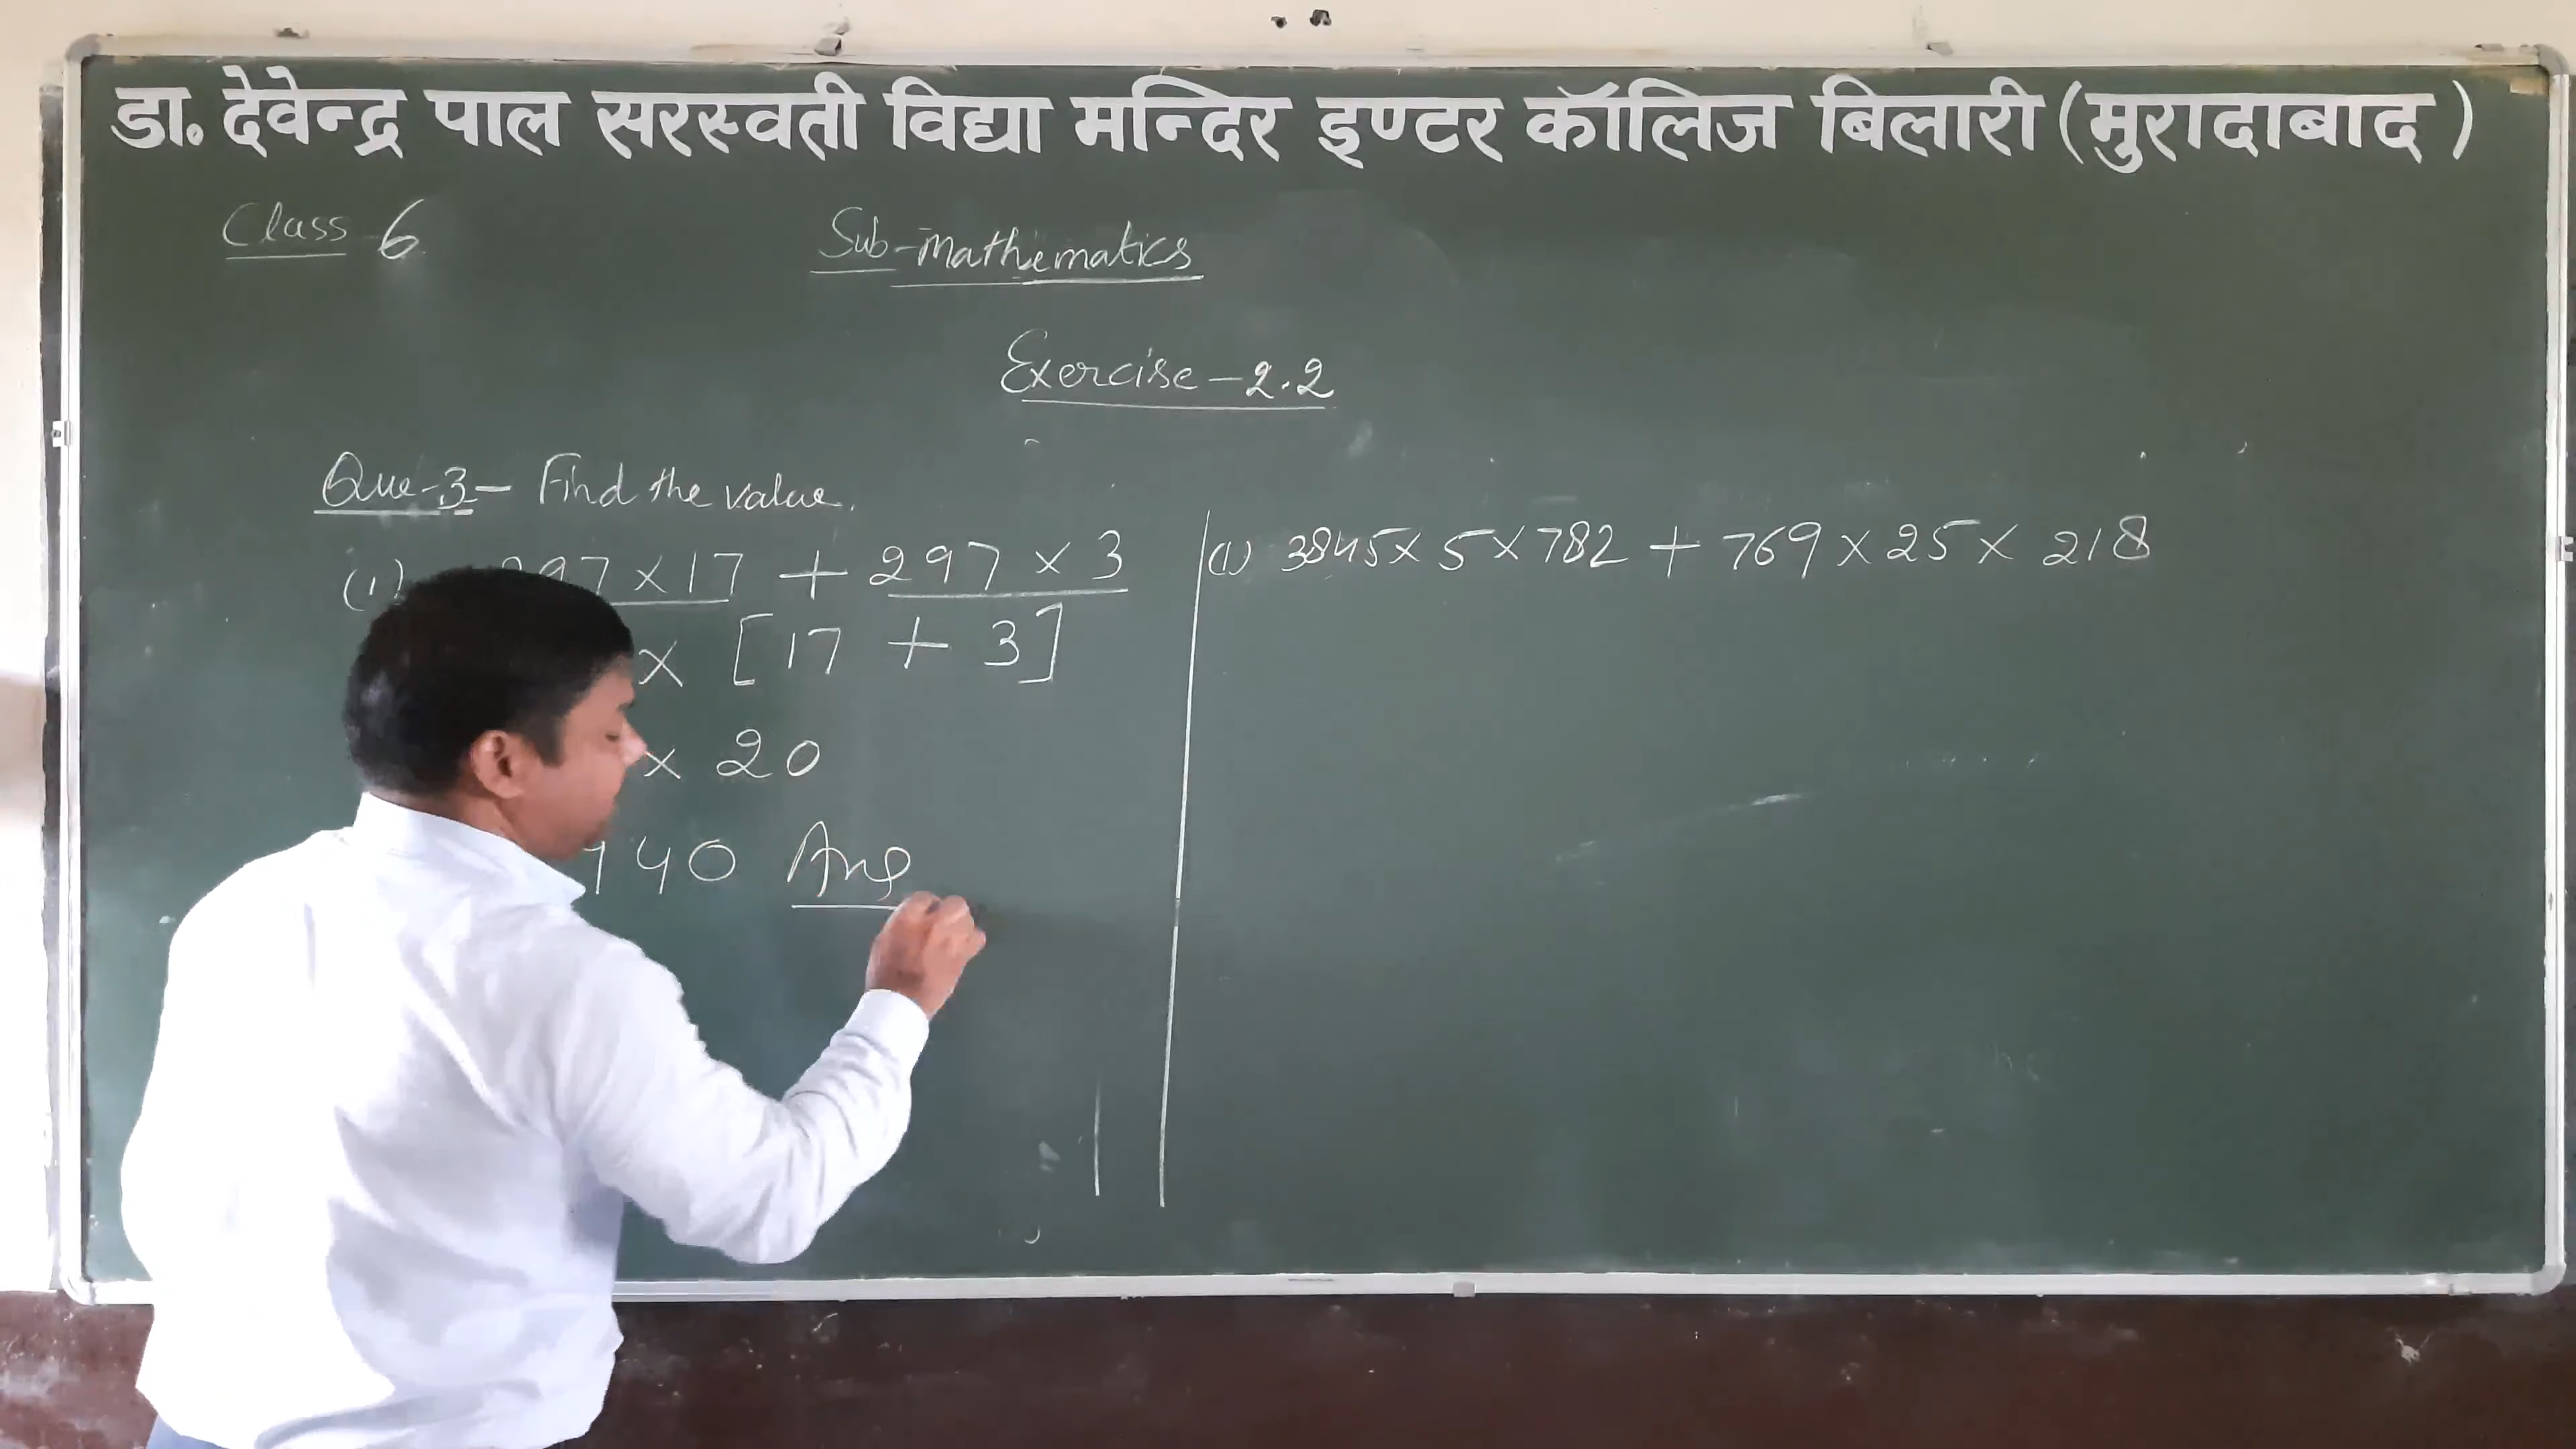 डा. देवेन्द्र पाल सरस्वती विद्या मन्दिर इण्टर कॉलिज बिलारी (मुरादाबाद)
Class 6
Sub-Mathematics
Exercise-2.2
Que-3- Find the value.
(1) 297 × 17 + 297 × 3
× [17 + 3]
× 20
940 Ans
(1) 3845 × 5 × 782 + 769 × 25 × 218